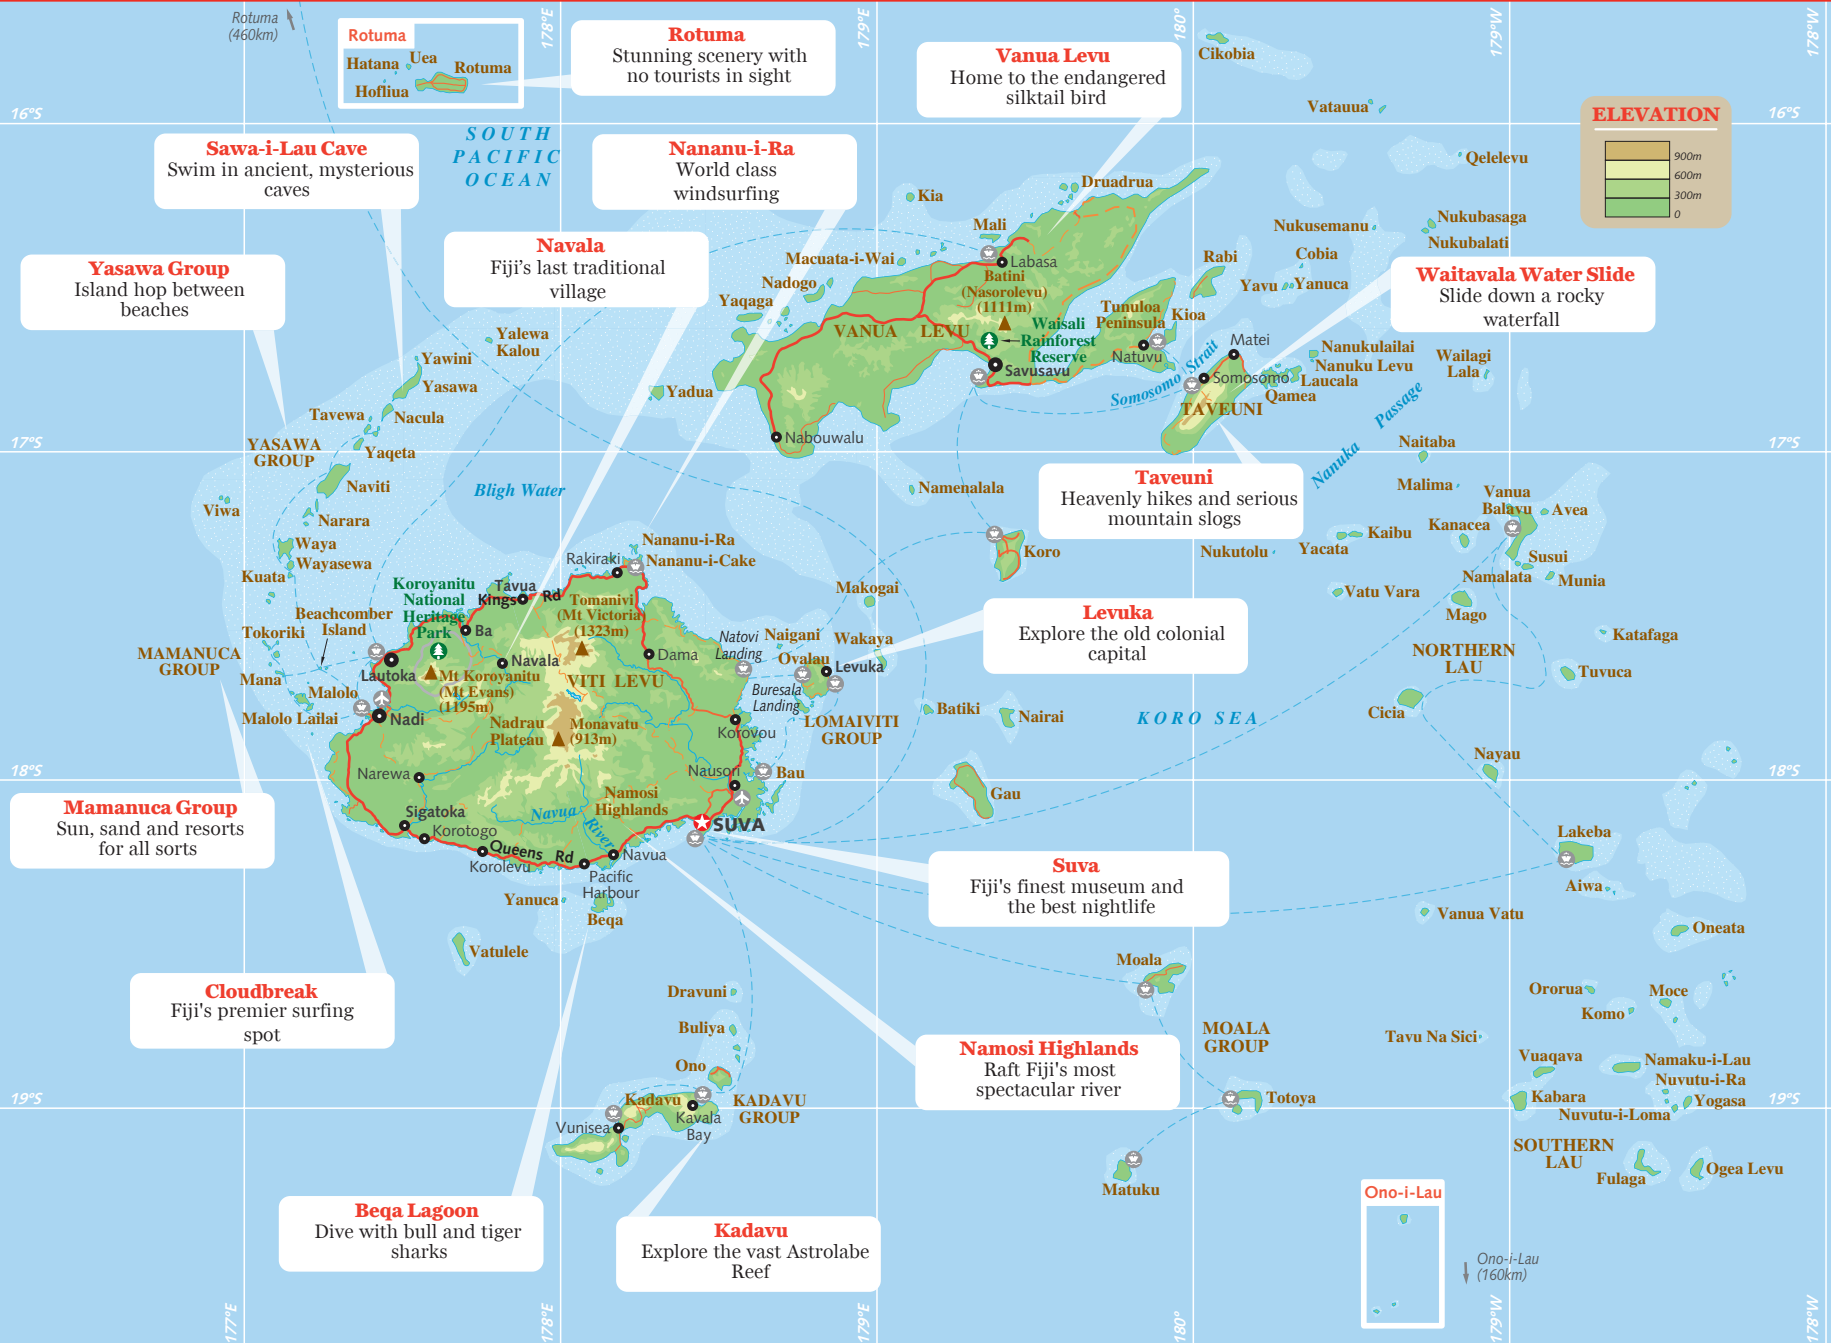 Rotuma
(460km)
178°E
179°E
180°
179°W
178°W
Rotuma
Hatana
Uea
Rotuma
Hofliua
Rotuma
Stunning scenery with
no tourists in sight
Vanua Levu
Home to the endangered
silktail bird
Cikobia
Vatauua
16°S
16°S
ELEVATION
900m
600m
300m
0
SOUTH
PACIFIC
OCEAN
Sawa-i-Lau Cave
Swim in ancient, mysterious
caves
Nananu-i-Ra
World class
windsurfing
Qelelevu
Kia
Druadrua
Mali
Nukubasaga
Nukusemanu
Nukubalati
Navala
Fiji's last traditional
village
Yasawa Group
Island hop between
beaches
Macuata-i-Wai
Labasa
Nadogo
Yaqaga
Batini
(Nasorolevu)
(1111m)
Rabi
Cobia
Yavu
Yanuca
Waitavala Water Slide
Slide down a rocky
waterfall
Tunuloa
Peninsula
Kioa
VANUA LEVU
Waisali
Rainforest
Reserve
Natuvu
Savusavu
Matei
Somosomo Strait
Somosomo
TAVEUNI
Nanukulailai
Nanuku Levu
Laucala
Qamea
Wailagi
Lala
Nanuka Passage
Yalewa
Kalou
Yawini
Yasawa
Nacula
Tavewa
Yadua
Nabouwalu
17°S
17°S
YASAWA
GROUP
Yaqeta
Naviti
Viwa
Narara
Waya
Wayasewa
Kuata
Bligh Water
Namenalala
Taveuni
Heavenly hikes and serious
mountain slogs
Naitaba
Malima
Vanua
Balavu
Avea
Kanacea
Kaibu
Yacata
Nukutolu
Susui
Namalata
Munia
Vatu Vara
Mago
Katafaga
NORTHERN
LAU
Tuvuca
Cicia
Nayau
Koro
Nananu-i-Ra
Nananu-i-Cake
Rakiraki
Makogai
Levuka
Explore the old colonial
capital
Koroyanitu
National
Heritage
Park
Tavua
Kings Rd
Ba
Tomanivi
(Mt Victoria)
(1323m)
Beachcomber
Island
Tokoriki
MAMANUCA
GROUP
Mana
Malolo
Malolo Lailai
Lautoka
Nadi
Navala
Mt Koroyanitu
(Mt Evans)
(1195m)
VITI LEVU
Dama
Natovi
Landing
Naigani
Wakaya
Ovalau
Levuka
Buresala
Landing
LOMAIVITI
GROUP
Batiki
Nairai
KORO SEA
Nadrau
Plateau
Monavatu
(913m)
Korovou
Nausori
Bau
Gau
18°S
18°S
Narewa
Namosi
Highlands
Navua River
SUVA
Sigatoka
Korotogo
Queens Rd
Korolevu
Navua
Pacific
Harbour
Yanuca
Beqa
Vatulele
Mamanuca Group
Sun, sand and resorts
for all sorts
Suva
Fiji's finest museum and
the best nightlife
Lakeba
Aiwa
Vanua Vatu
Oneata
Cloudbreak
Fiji's premier surfing
spot
Dravuni
Buliya
Ono
Kadavu
KADAVU
GROUP
Kavala
Bay
Vunisea
Namosi Highlands
Raft Fiji's most
spectacular river
Moala
MOALA
GROUP
Totoya
Matuku
Ororua
Moce
Komo
Tavu Na Sici
Vuaqava
Namaku-i-Lau
Nuvutu-i-Ra
Kabara
Yogasa
Nuvutu-i-Loma
19°S
19°S
SOUTHERN
LAU
Fulaga
Ogea Levu
Beqa Lagoon
Dive with bull and tiger
sharks
Kadavu
Explore the vast Astrolabe
Reef
Ono-i-Lau
Ono-i-Lau
(160km)
177°E
178°E
179°E
180°
179°W
178°W